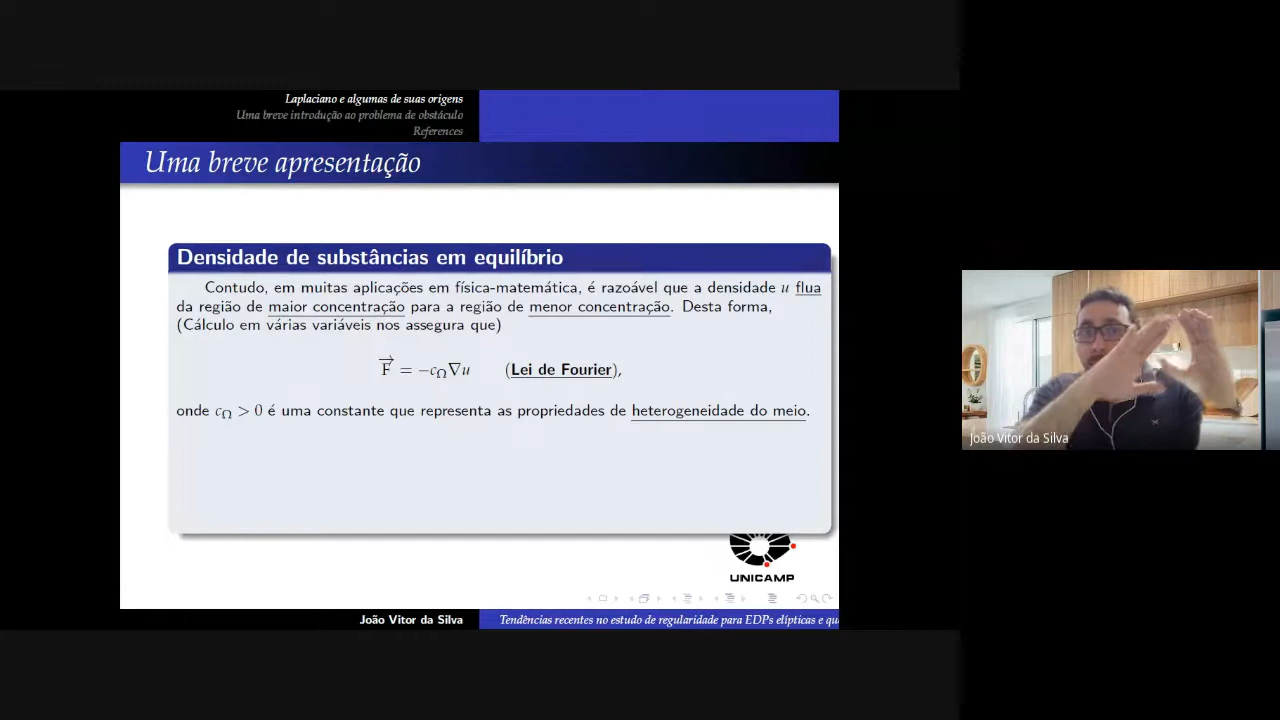 Laplaciano e algumas de suas origens
Uma breve introdução ao problema de obstáculo
References
Uma breve apresentação
Densidade de substâncias em equilíbrio
Contudo, em muitas aplicações em física-matemática, é razoável que a densidade u flua
da região de maior concentração para a região de menor concentração. Desta forma,
(Cálculo em várias variáveis nos assegura que)
F⃗ = −c_Ω∇u (Lei de Fourier),
onde c_Ω > 0 é uma constante que representa as propriedades de heterogeneidade do meio.
UNICAMP
João Vitor da Silva
Tendências recentes no estudo de regularidade para EDPs elípticas e qu
João Vitor da Silva